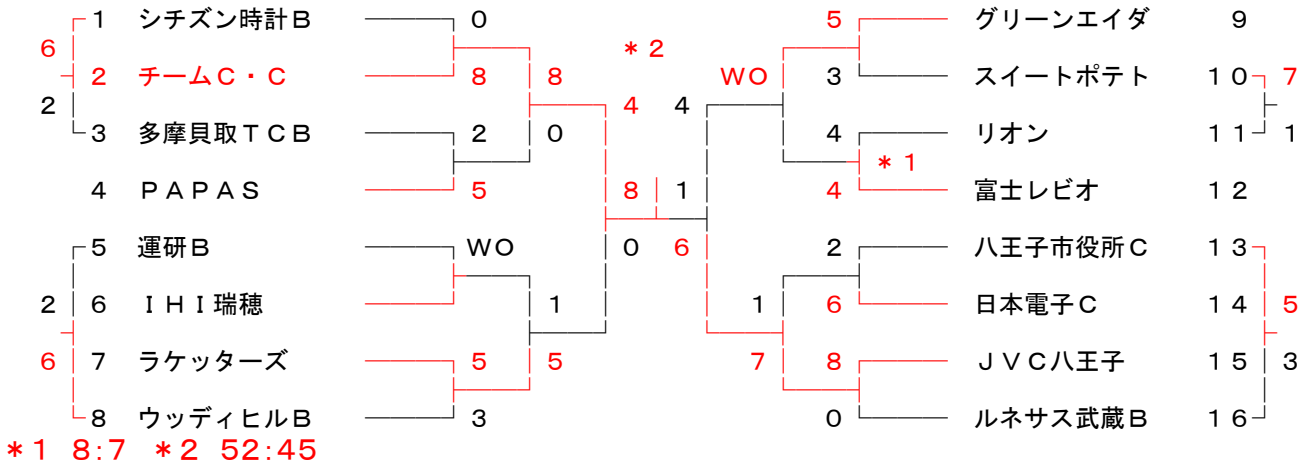 1 シチズン時計B 0 5 グリーンエイダ 9
6 *2
2 チームC・C 8 8 WO 3 スイートポテト 10 7
2 4 4
3 多摩貝取TCB 2 0 4 リオン 11 1
*1
4 PAPAS 5 8 1 4 富士レビオ 12
5 運研B WO 0 6 2 八王子市役所C 13
2 6 IHI瑞穂 1 1 6 日本電子C 14 5
6 7 ラケッターズ 5 5 7 8 JVC八王子 15 3
8 ウッディヒルB 3 0 ルネサス武蔵B 16
*1 8:7 *2 52:45